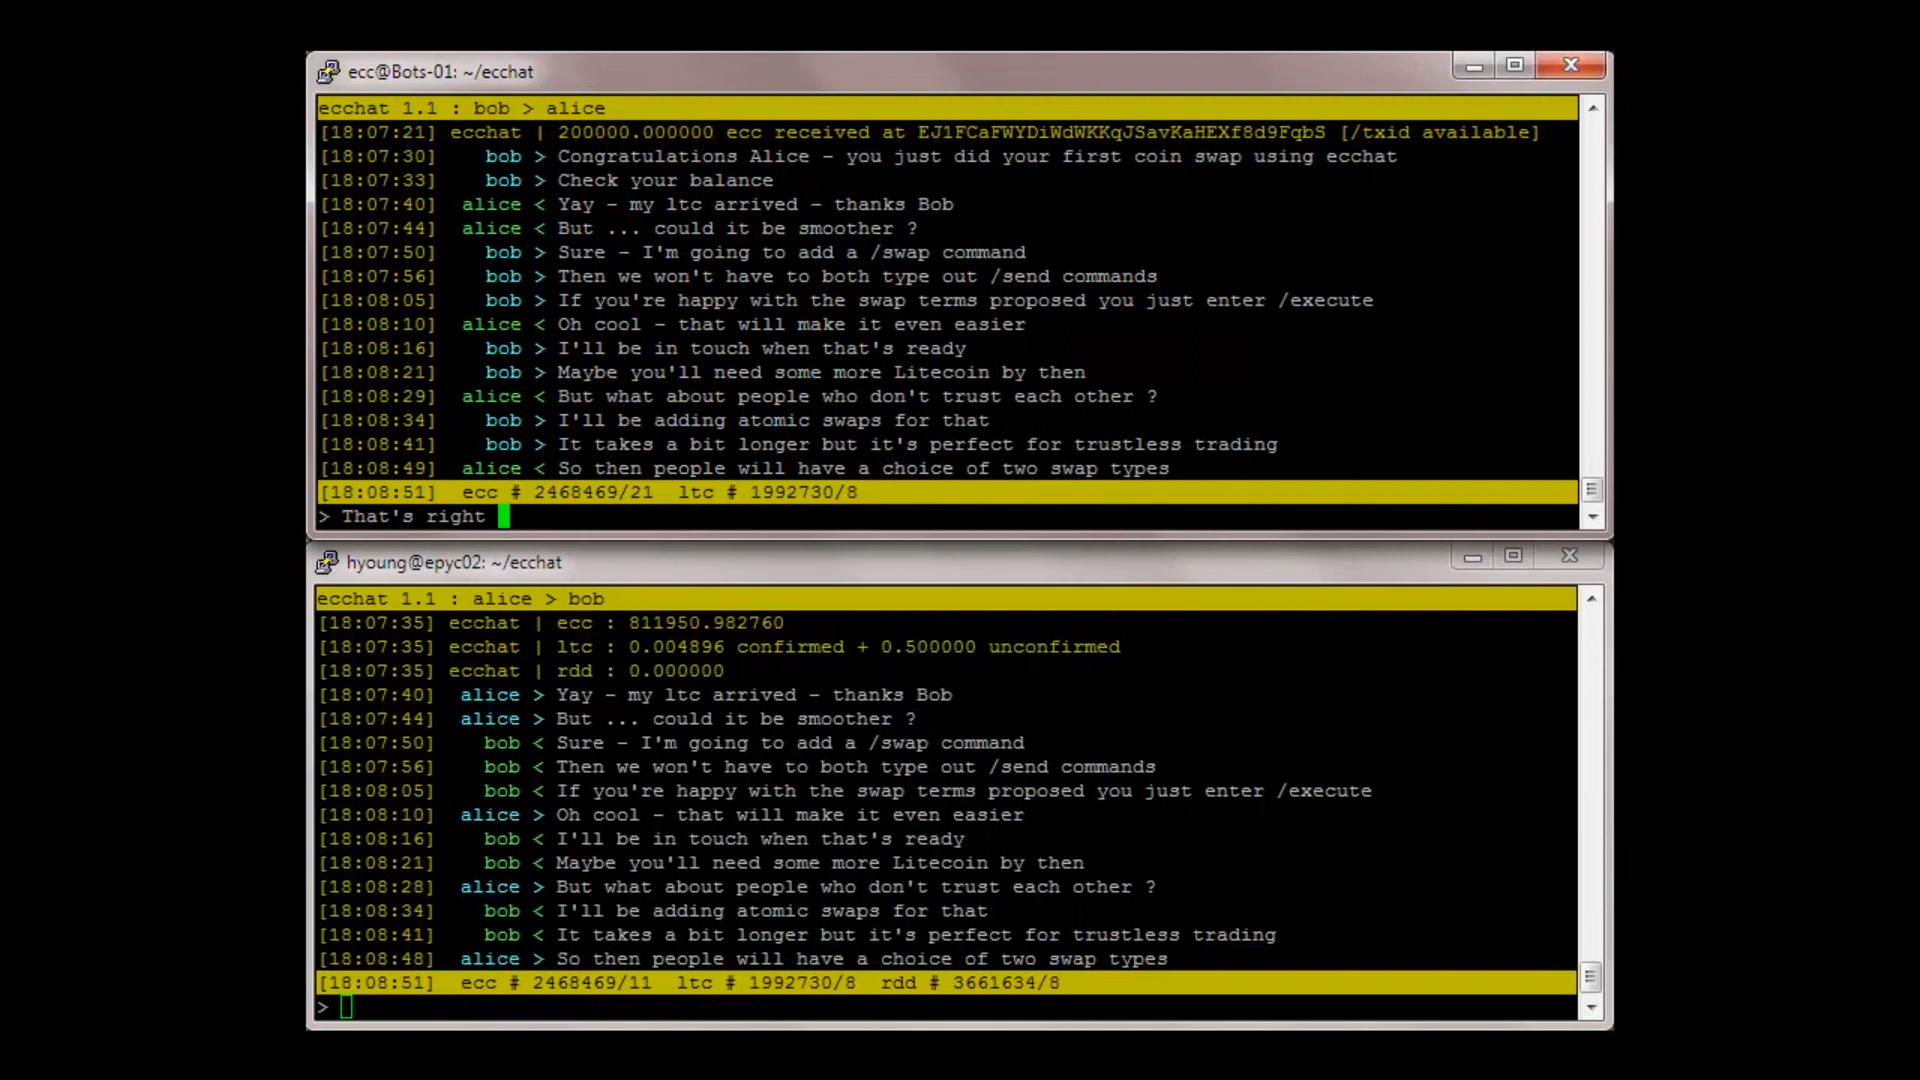 ecc@Bots-01: ~/ecchat
ecchat 1.1 : bob > alice
[18:07:21] ecchat | 200000.000000 ecc received at EJ1FCaFWYDiWdWKKqJSavKaHEXf8d9FqbS [/txid available]
[18:07:30] bob > Congratulations Alice - you just did your first coin swap using ecchat
[18:07:33] bob > Check your balance
[18:07:40] alice < Yay - my ltc arrived - thanks Bob
[18:07:44] alice < But ... could it be smoother ?
[18:07:50] bob > Sure - I'm going to add a /swap command
[18:07:56] bob > Then we won't have to both type out /send commands
[18:08:05] bob > If you're happy with the swap terms proposed you just enter /execute
[18:08:10] alice < Oh cool - that will make it even easier
[18:08:16] bob > I'll be in touch when that's ready
[18:08:21] bob > Maybe you'll need some more Litecoin by then
[18:08:29] alice < But what about people who don't trust each other ?
[18:08:34] bob > I'll be adding atomic swaps for that
[18:08:41] bob > It takes a bit longer but it's perfect for trustless trading
[18:08:49] alice < So then people will have a choice of two swap types
[18:08:51] ecc # 2468469/21 ltc # 1992730/8
> That's right
hyoung@epyc02: ~/ecchat
ecchat 1.1 : alice > bob
[18:07:35] ecchat | ecc : 811950.982760
[18:07:35] ecchat | ltc : 0.004896 confirmed + 0.500000 unconfirmed
[18:07:35] ecchat | rdd : 0.000000
[18:07:40] alice > Yay - my ltc arrived - thanks Bob
[18:07:44] alice > But ... could it be smoother ?
[18:07:50] bob < Sure - I'm going to add a /swap command
[18:07:56] bob < Then we won't have to both type out /send commands
[18:08:05] bob < If you're happy with the swap terms proposed you just enter /execute
[18:08:10] alice > Oh cool - that will make it even easier
[18:08:16] bob < I'll be in touch when that's ready
[18:08:21] bob < Maybe you'll need some more Litecoin by then
[18:08:28] alice > But what about people who don't trust each other ?
[18:08:34] bob < I'll be adding atomic swaps for that
[18:08:41] bob < It takes a bit longer but it's perfect for trustless trading
[18:08:48] alice > So then people will have a choice of two swap types
[18:08:51] ecc # 2468469/11 ltc # 1992730/8 rdd # 3661634/8
>